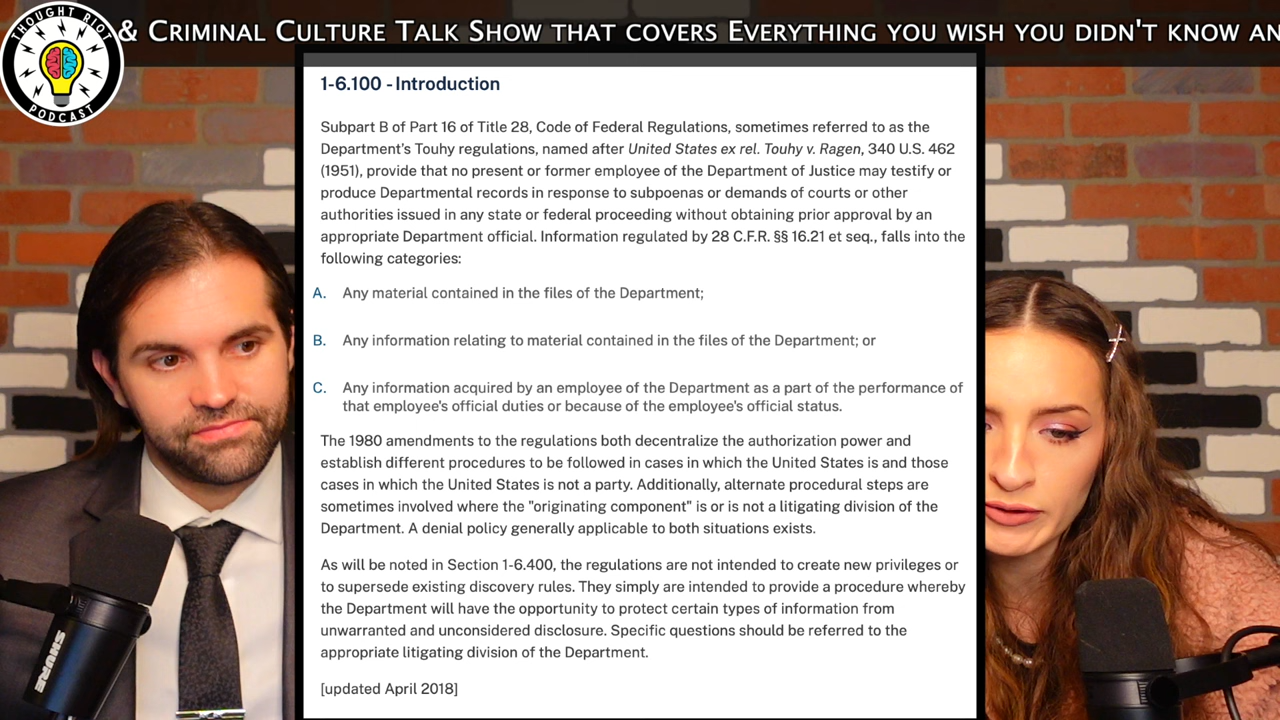 & CRIMINAL CULTURE TALK SHOW THAT COVERS EVERYTHING YOU WISH YOU DIDN'T KNOW AN
THOUGHT RIOT
PODCAST
1-6.100 - Introduction
Subpart B of Part 16 of Title 28, Code of Federal Regulations, sometimes referred to as the
Department's Touhy regulations, named after United States ex rel. Touhy v. Ragen, 340 U.S. 462
(1951), provide that no present or former employee of the Department of Justice may testify or
produce Departmental records in response to subpoenas or demands of courts or other
authorities issued in any state or federal proceeding without obtaining prior approval by an
appropriate Department official. Information regulated by 28 C.F.R. §§ 16.21 et seq., falls into the
following categories:
A. Any material contained in the files of the Department;
B. Any information relating to material contained in the files of the Department; or
C. Any information acquired by an employee of the Department as a part of the performance of
that employee's official duties or because of the employee's official status.
The 1980 amendments to the regulations both decentralize the authorization power and
establish different procedures to be followed in cases in which the United States is and those
cases in which the United States is not a party. Additionally, alternate procedural steps are
sometimes involved where the "originating component" is or is not a litigating division of the
Department. A denial policy generally applicable to both situations exists.
As will be noted in Section 1-6.400, the regulations are not intended to create new privileges or
to supersede existing discovery rules. They simply are intended to provide a procedure whereby
the Department will have the opportunity to protect certain types of information from
unwarranted and unconsidered disclosure. Specific questions should be referred to the
appropriate litigating division of the Department.
[updated April 2018]
SHURE